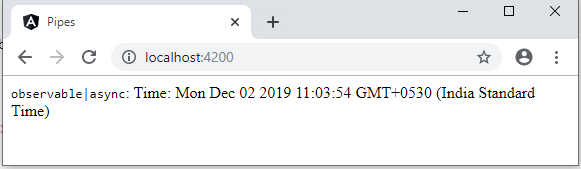 Pipes
localhost:4200
observable|async: Time: Mon Dec 02 2019 11:03:54 GMT+0530 (India Standard
Time)